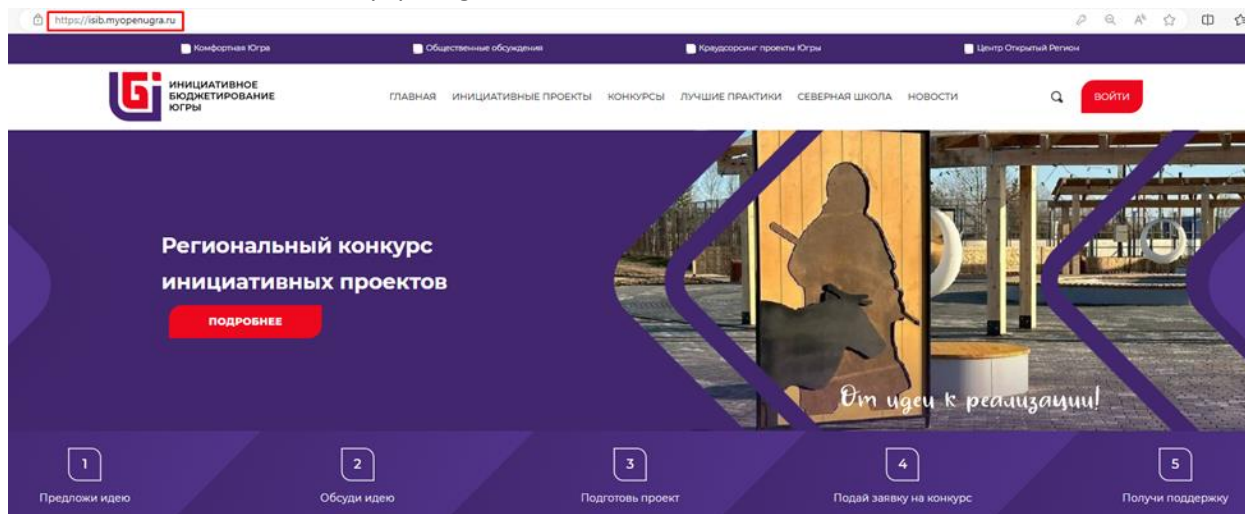 https://isib.myopenugra.ru
Комфортная Югра
Общественные обсуждения
Краудсорсинг проекты Югры
Центр Открытый Регион
ИНИЦИАТИВНОЕ
БЮДЖЕТИРОВАНИЕ
ЮГРЫ
ГЛАВНАЯ ИНИЦИАТИВНЫЕ ПРОЕКТЫ КОНКУРСЫ ЛУЧШИЕ ПРАКТИКИ СЕВЕРНАЯ ШКОЛА НОВОСТИ
ВОЙТИ
Региональный конкурс
инициативных проектов
ПОДРОБНЕЕ
От идеи к реализации!
1
Предложи идею
2
Обсуди идею
3
Подготовь проект
4
Подай заявку на конкурс
5
Получи поддержку